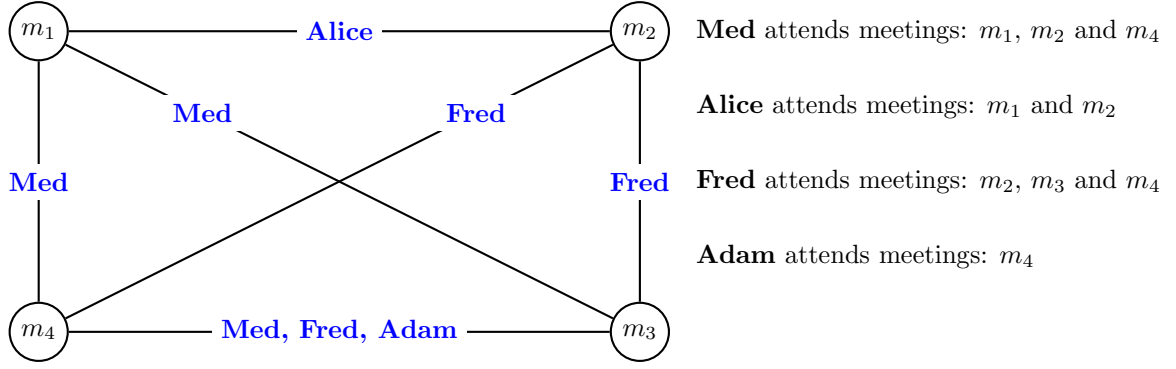 m₁ Alice m₂ Med attends meetings: m₁, m₂ and m₄
Med Fred Alice attends meetings: m₁ and m₂
Med Fred Fred attends meetings: m₂, m₃ and m₄
Adam attends meetings: m₄
m₄ Med, Fred, Adam m₃